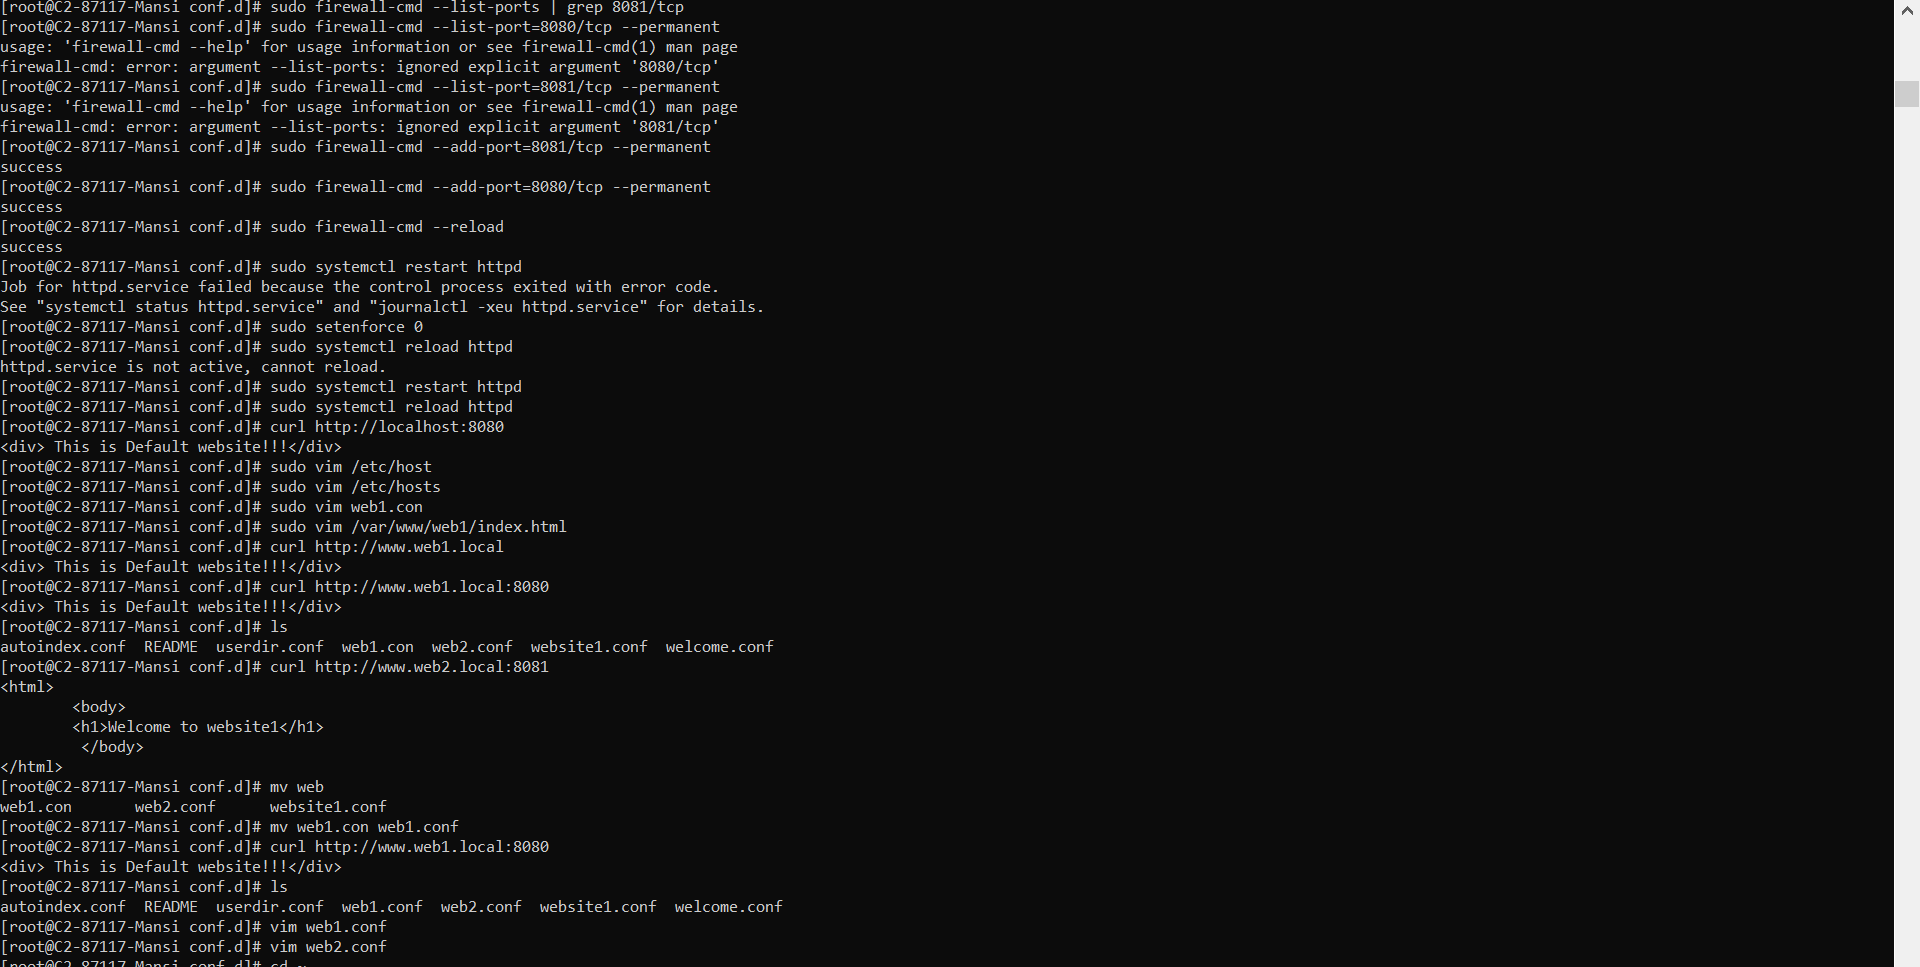 [root@C2-87117-Mansi conf.d]# sudo firewall-cmd --list-ports | grep 8081/tcp
[root@C2-87117-Mansi conf.d]# sudo firewall-cmd --list-port=8080/tcp --permanent
usage: 'firewall-cmd --help' for usage information or see firewall-cmd(1) man page
firewall-cmd: error: argument --list-ports: ignored explicit argument '8080/tcp'
[root@C2-87117-Mansi conf.d]# sudo firewall-cmd --list-port=8081/tcp --permanent
usage: 'firewall-cmd --help' for usage information or see firewall-cmd(1) man page
firewall-cmd: error: argument --list-ports: ignored explicit argument '8081/tcp'
[root@C2-87117-Mansi conf.d]# sudo firewall-cmd --add-port=8081/tcp --permanent
success
[root@C2-87117-Mansi conf.d]# sudo firewall-cmd --add-port=8080/tcp --permanent
success
[root@C2-87117-Mansi conf.d]# sudo firewall-cmd --reload
success
[root@C2-87117-Mansi conf.d]# sudo systemctl restart httpd
Job for httpd.service failed because the control process exited with error code.
See "systemctl status httpd.service" and "journalctl -xeu httpd.service" for details.
[root@C2-87117-Mansi conf.d]# sudo setenforce 0
[root@C2-87117-Mansi conf.d]# sudo systemctl reload httpd
httpd.service is not active, cannot reload.
[root@C2-87117-Mansi conf.d]# sudo systemctl restart httpd
[root@C2-87117-Mansi conf.d]# sudo systemctl reload httpd
[root@C2-87117-Mansi conf.d]# curl http://localhost:8080
<div> This is Default website!!!</div>
[root@C2-87117-Mansi conf.d]# sudo vim /etc/host
[root@C2-87117-Mansi conf.d]# sudo vim /etc/hosts
[root@C2-87117-Mansi conf.d]# sudo vim web1.con
[root@C2-87117-Mansi conf.d]# sudo vim /var/www/web1/index.html
[root@C2-87117-Mansi conf.d]# curl http://www.web1.local
<div> This is Default website!!!</div>
[root@C2-87117-Mansi conf.d]# curl http://www.web1.local:8080
<div> This is Default website!!!</div>
[root@C2-87117-Mansi conf.d]# ls
autoindex.conf  README  userdir.conf  web1.con  web2.conf  website1.conf  welcome.conf
[root@C2-87117-Mansi conf.d]# curl http://www.web2.local:8081
<html>
        <body>
        <h1>Welcome to website1</h1>
         </body>
</html>
[root@C2-87117-Mansi conf.d]# mv web
web1.con       web2.conf      website1.conf
[root@C2-87117-Mansi conf.d]# mv web1.con web1.conf
[root@C2-87117-Mansi conf.d]# curl http://www.web1.local:8080
<div> This is Default website!!!</div>
[root@C2-87117-Mansi conf.d]# ls
autoindex.conf  README  userdir.conf  web1.conf  web2.conf  website1.conf  welcome.conf
[root@C2-87117-Mansi conf.d]# vim web1.conf
[root@C2-87117-Mansi conf.d]# vim web2.conf
[root@C2-87117-Mansi conf.d]# cd